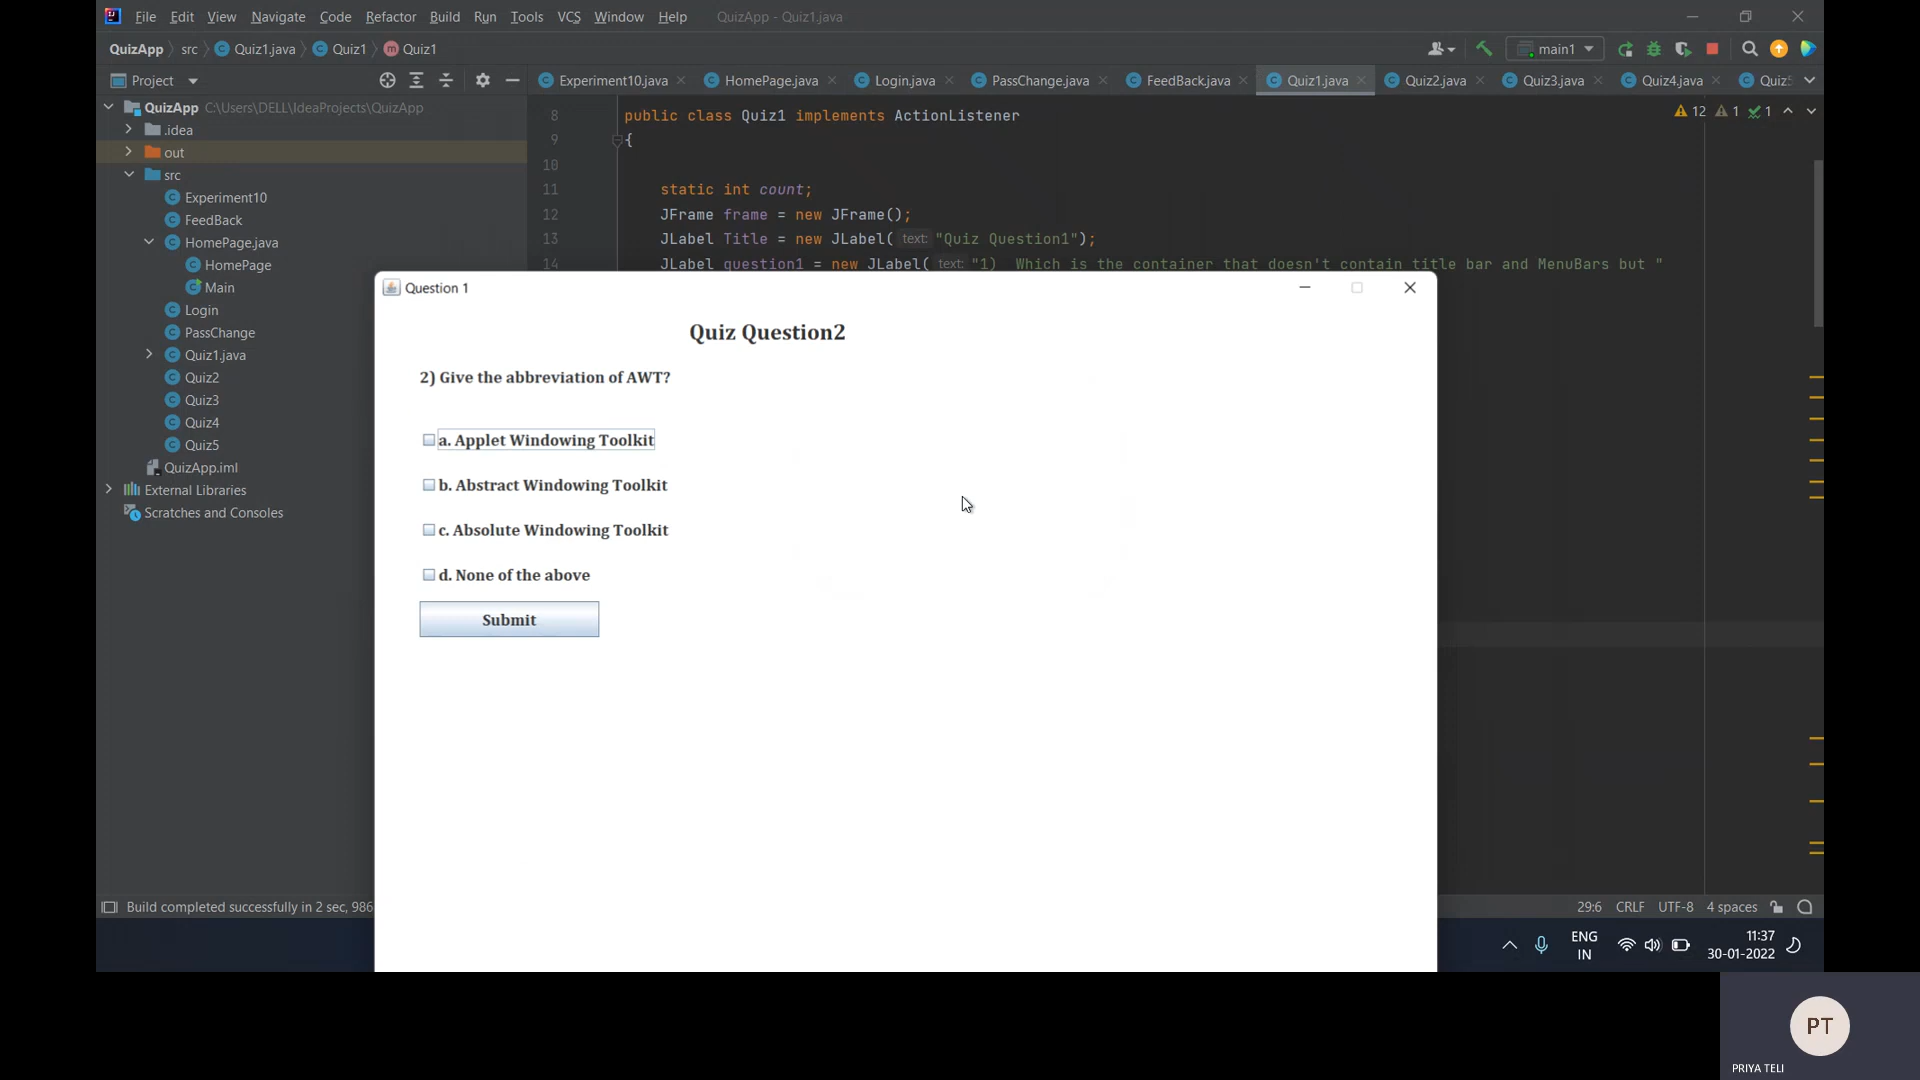 File Edit View Navigate Code Refactor Build Run Tools VCS Window Help QuizApp - Quiz1.java
QuizApp src Quiz1.java Quiz1 m Quiz1 main1
Project Experiment10.java HomePage.java Login.java PassChange.java FeedBack.java Quiz1.java Quiz2.java Quiz3.java Quiz4.java Quiz5
QuizApp C:\Users\DELL\IdeaProjects\QuizApp
.idea
out
src
Experiment10
FeedBack
HomePage.java
HomePage
Main
Login
PassChange
Quiz1.java
Quiz2
Quiz3
Quiz4
Quiz5
QuizApp.iml
External Libraries
Scratches and Consoles
12 1 1
8 public class Quiz1 implements ActionListener
9 {
10
11 static int count;
12 JFrame frame = new JFrame();
13 JLabel Title = new JLabel( text: "Quiz Question1");
14 JLabel question1 = new JLabel( text: "1) Which is the container that doesn't contain title bar and MenuBars but "
Question 1
Quiz Question2
2) Give the abbreviation of AWT?
a. Applet Windowing Toolkit
b. Abstract Windowing Toolkit
c. Absolute Windowing Toolkit
d. None of the above
Submit
Build completed successfully in 2 sec, 986
29:6 CRLF UTF-8 4 spaces
ENG
IN
11:37
30-01-2022
PT
PRIYA TELI